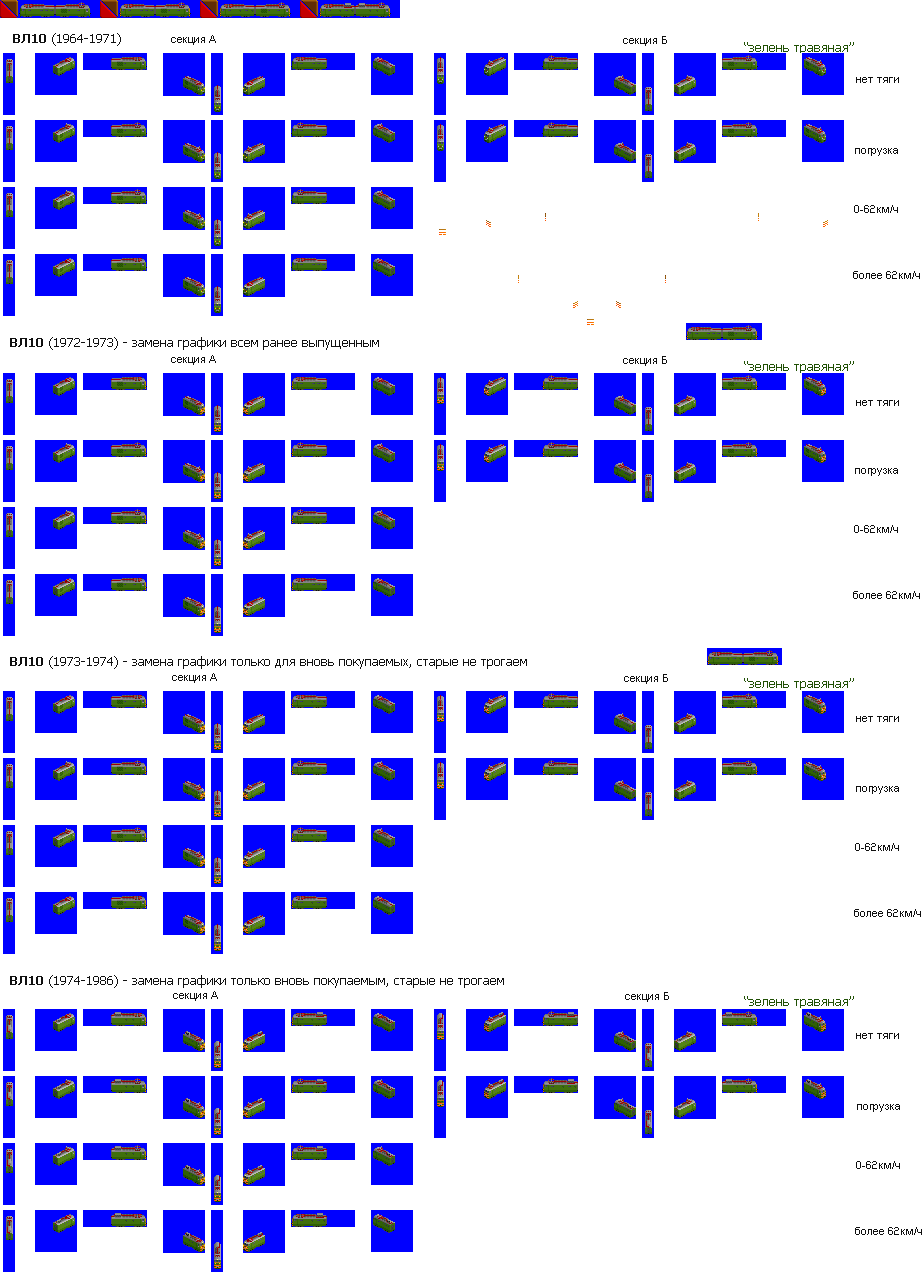 ВЛ10 (1964-1971)
секция А
секция Б
"зелень травяная"
нет тяги
погрузка
0-62км/ч
более 62км/ч
ВЛ10 (1972-1973) - замена графики всем ранее выпущенным
секция А
секция Б
"зелень травяная"
нет тяги
погрузка
0-62км/ч
более 62км/ч
ВЛ10 (1973-1974) - замена графики только для вновь покупаемых, старые не трогаем
секция А
секция Б
"зелень травяная"
нет тяги
погрузка
0-62км/ч
более 62км/ч
ВЛ10 (1974-1986) - замена графики только вновь покупаемым, старые не трогаем
секция А
секция Б
"зелень травяная"
нет тяги
погрузка
0-62км/ч
более 62км/ч